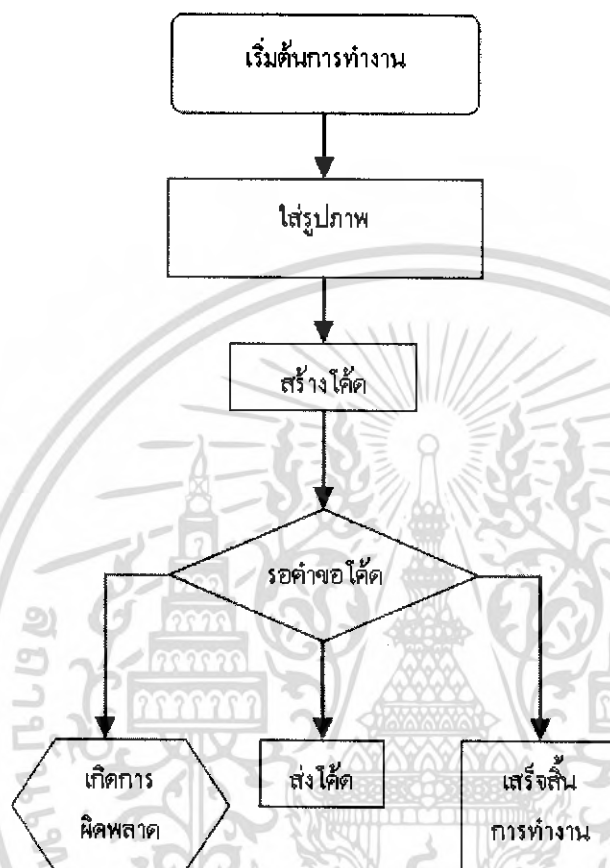 เริ่มต้นการทำงาน
ใส่รูปภาพ
สร้างโค้ด
รอคำขอโค้ด
เกิดการ
ผิดพลาด
ส่งโค้ด
เสร็จสิ้น
การทำงาน